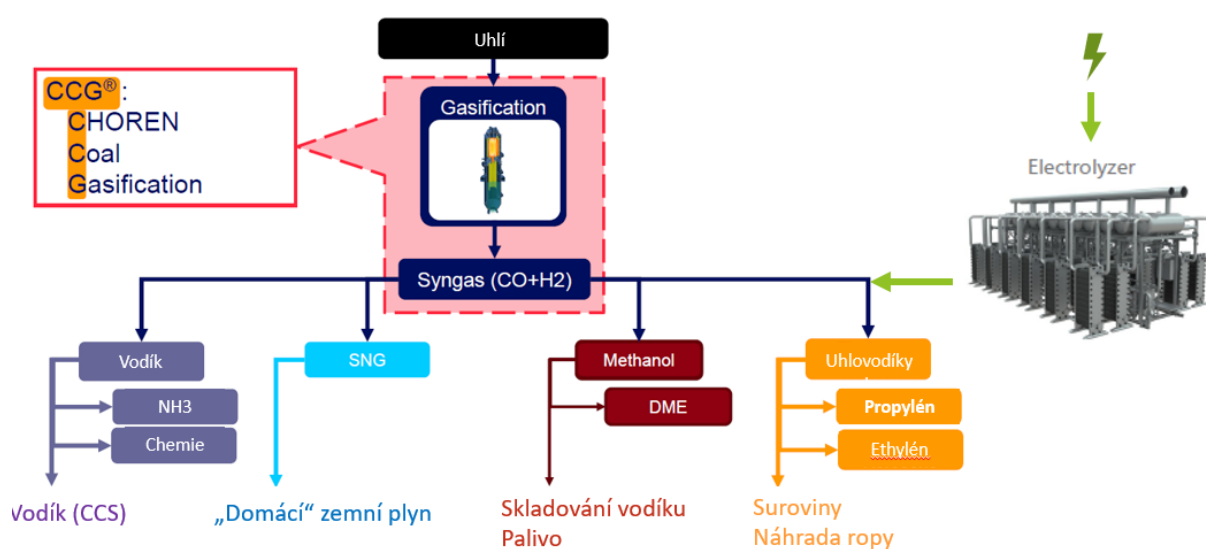 Uhlí
CCG®:
CHOREN
Coal
Gasification
Gasification
Electrolyzer
Syngas (CO+H2)
Vodík
SNG
Methanol
Uhlovodíky
NH3
DME
Propylén
Chemie
Ethylén
Vodík (CCS)
„Domácí“ zemní plyn
Skladování vodíku
Palivo
Suroviny
Náhrada ropy